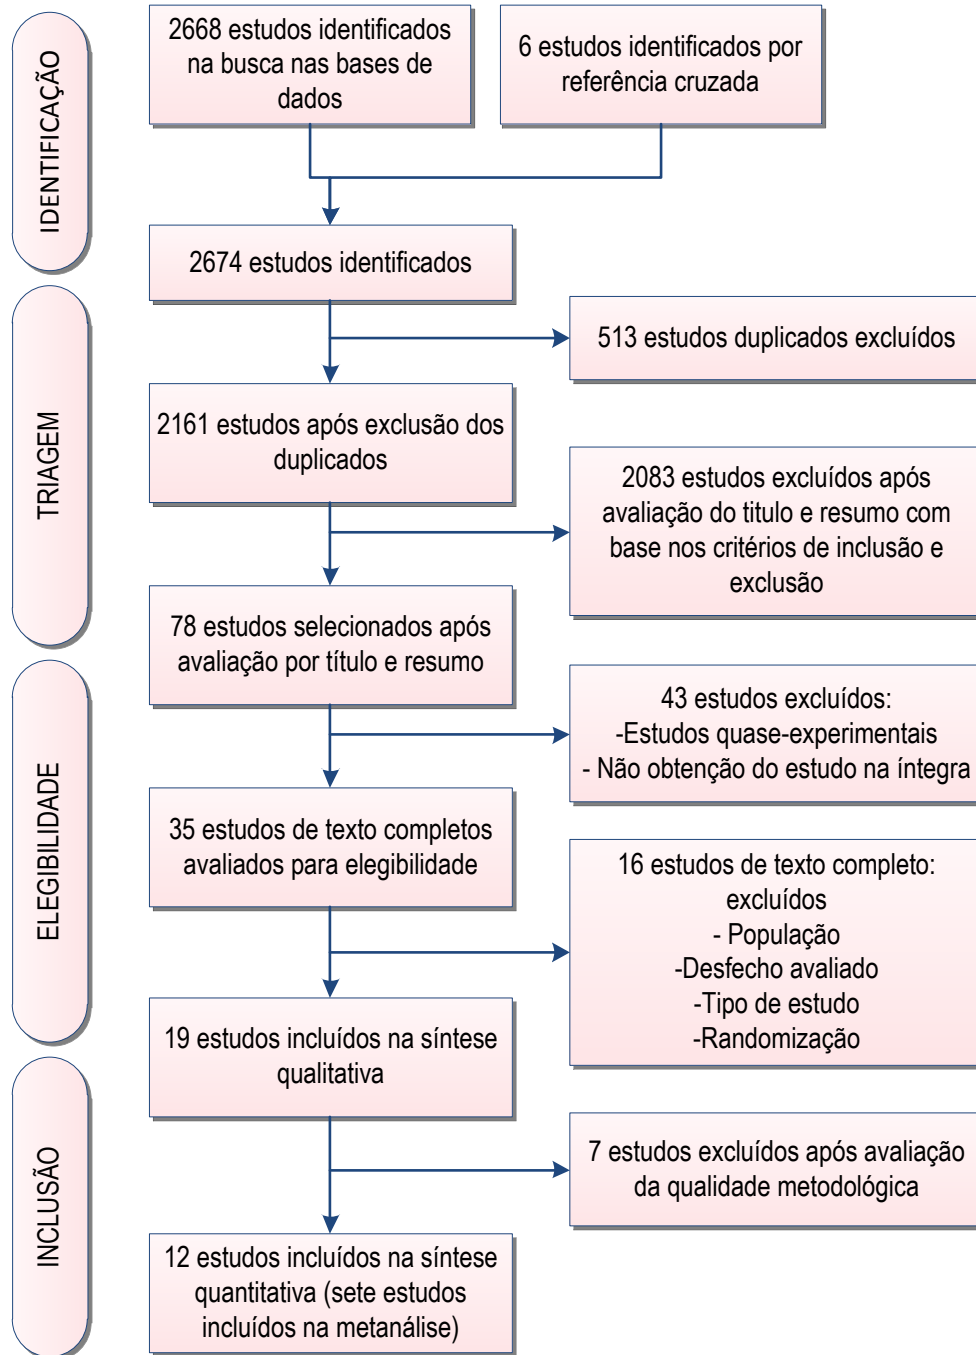 IDENTIFICAÇÃO
2668 estudos identificados
na busca nas bases de
dados
6 estudos identificados por
referência cruzada
2674 estudos identificados
TRIAGEM
513 estudos duplicados excluídos
2161 estudos após exclusão dos
duplicados
2083 estudos excluídos após
avaliação do titulo e resumo com
base nos critérios de inclusão e
exclusão
78 estudos selecionados após
avaliação por título e resumo
ELEGIBILIDADE
43 estudos excluídos:
-Estudos quase-experimentais
- Não obtenção do estudo na íntegra
35 estudos de texto completos
avaliados para elegibilidade
16 estudos de texto completo:
excluídos
- População
-Desfecho avaliado
-Tipo de estudo
-Randomização
19 estudos incluídos na síntese
qualitativa
INCLUSÃO
7 estudos excluídos após avaliação
da qualidade metodológica
12 estudos incluídos na síntese
quantitativa (sete estudos
incluídos na metanálise)